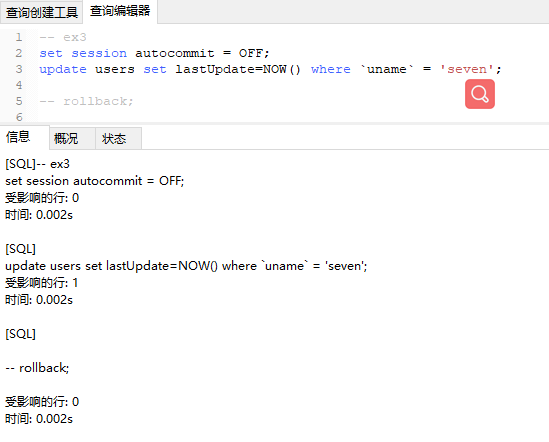 查询创建工具 查询编辑器
1 -- ex3
2 set session autocommit = OFF;
3 update users set lastUpdate=NOW() where `uname` = 'seven';
4
5 -- rollback;
6
信息 概况 状态
[SQL]-- ex3
set session autocommit = OFF;
受影响的行: 0
时间: 0.002s
[SQL]
update users set lastUpdate=NOW() where `uname` = 'seven';
受影响的行: 1
时间: 0.002s
[SQL]
-- rollback;
受影响的行: 0
时间: 0.002s